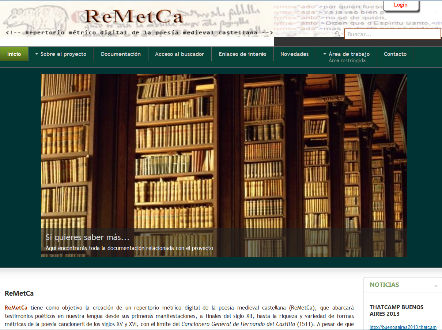 ReMetCa
<!-- Repertorio métrico digital de la poesía medieval castellana -->
Login
Buscar...
Inicio
Sobre el proyecto
Documentación
Acceso al buscador
Enlaces de interés
Novedades
Área de trabajo
Área restringida
Contacto
Si quieres saber más...
Aquí encontrarás toda la documentación relacionada con el proyecto
ReMetCa
ReMetCa tiene como objetivo la creación de un repertorio métrico digital de la poesía medieval castellana (ReMetCa), que abarcará
testimonios poéticos en nuestra lengua desde sus primeras manifestaciones, a finales del siglo XII, hasta la riqueza y variedad de formas
métricas de la poesía cancioneril de los siglos XV y XVI, con el límite del Cancionero General de Hernando del Castillo (1511). A pesar de que
NOTICIAS
THATCAMP BUENOS
AIRES 2013
http://buenosaires2013.thatcam